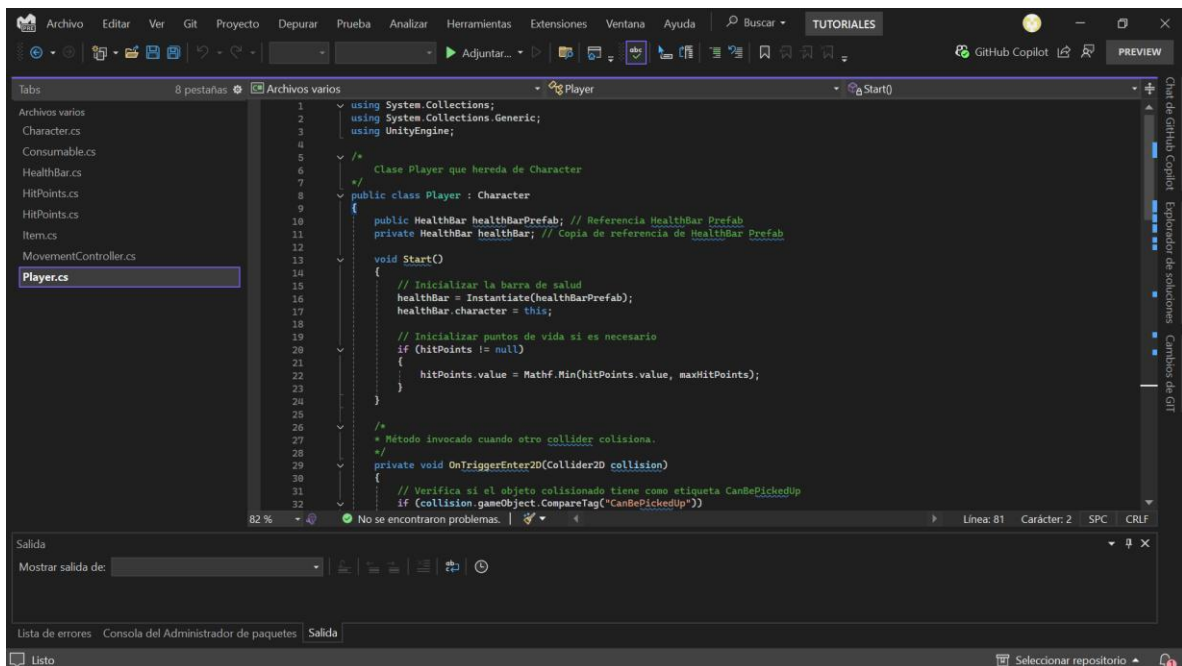 Archivo Editar Ver Git Proyecto Depurar Prueba Analizar Herramientas Extensiones Ventana Ayuda Buscar TUTORIALES
Adjuntar... GitHub Copilot PREVIEW
Tabs 8 pestañas Archivos varios Player Start()
Archivos varios
Character.cs
Consumable.cs
HealthBar.cs
HitPoints.cs
HitPoints.cs
Item.cs
MovementController.cs
Player.cs
1 using System.Collections;
2 using System.Collections.Generic;
3 using UnityEngine;
4
5 /*
6 Clase Player que hereda de Character
7 */
8 public class Player : Character
9 {
10 public HealthBar healthBarPrefab; // Referencia HealthBar Prefab
11 private HealthBar healthBar; // Copia de referencia de HealthBar Prefab
12
13 void Start()
14 {
15 // Inicializar la barra de salud
16 healthBar = Instantiate(healthBarPrefab);
17 healthBar.character = this;
18
19 // Inicializar puntos de vida si es necesario
20 if (hitPoints != null)
21 {
22 hitPoints.value = Mathf.Min(hitPoints.value, maxHitPoints);
23 }
24 }
25
26 /*
27 * Método invocado cuando otro collider colisiona.
28 */
29 private void OnTriggerEnter2D(Collider2D collision)
30 {
31 // Verifica si el objeto colisionado tiene como etiqueta CanBePickedUp
32 if (collision.gameObject.CompareTag("CanBePickedUp"))
82 % No se encontraron problemas. Línea: 81 Carácter: 2 SPC CRLF
Chat de GitHub Copilot
Explorador de soluciones
Cambios de GIT
Salida
Mostrar salida de:
Lista de errores Consola del Administrador de paquetes Salida
Listo Seleccionar repositorio